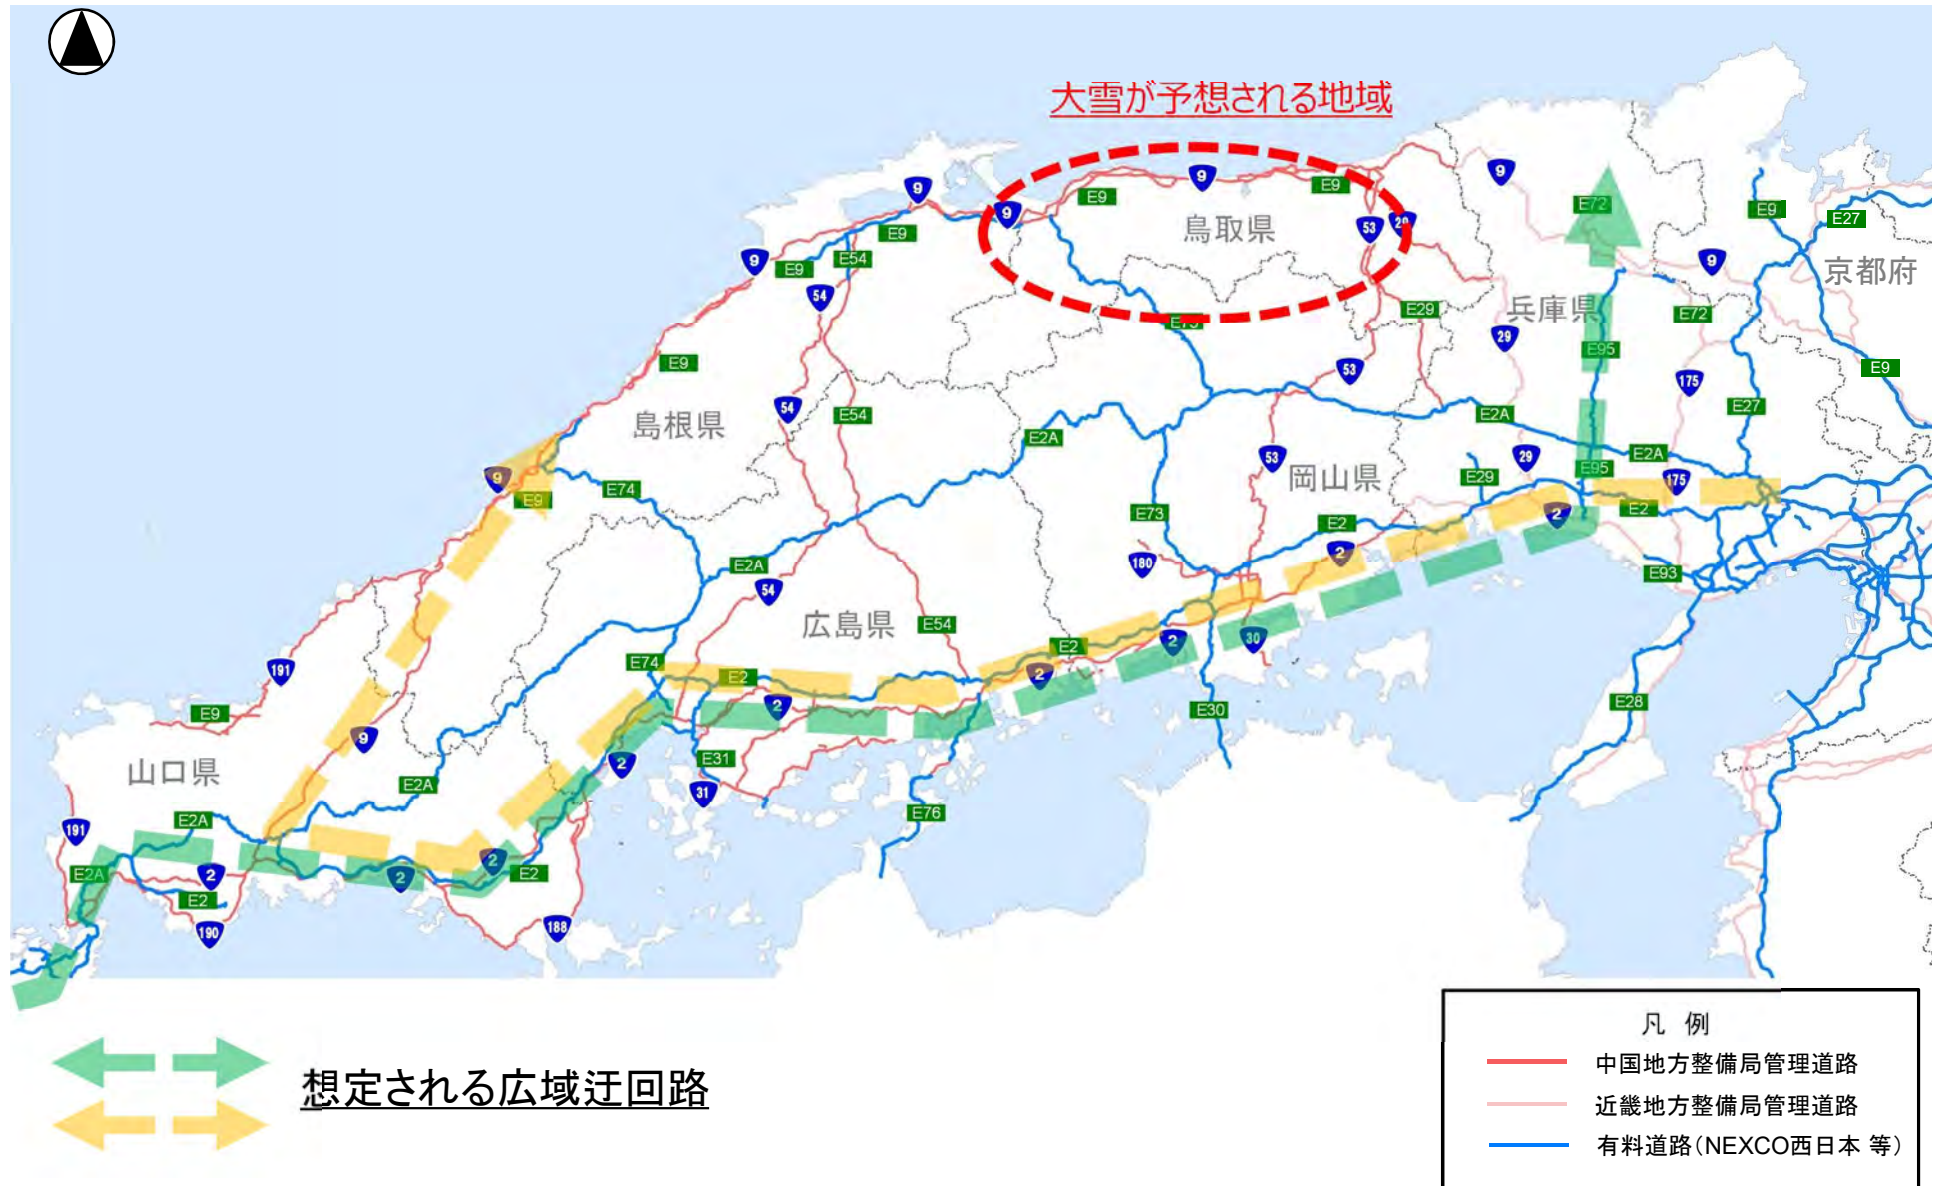 大雪が予想される地域
9
9
9
E9
E9
53
29
鳥取県
9
E72
E9
E27
京都府
9
E9
E54
E9
9
54
E29
兵庫県
29
E72
E95
175
E9
E9
島根県
54
E54
53
E2A
E2A
E27
53
岡山県
29
E29
E95
E2A
175
9
E9
E74
E73
E2
2
E2
2
180
E93
E2A
54
広島県
E54
E2
2
30
191
E74
E2
2
2
E9
9
E30
E28
山口県
E31
2
31
E2A
E2A
191
E76
E2A
2
2
2
E2
E2
190
188
想定される広域迂回路
凡 例
中国地方整備局管理道路
近畿地方整備局管理道路
有料道路(NEXCO西日本 等)